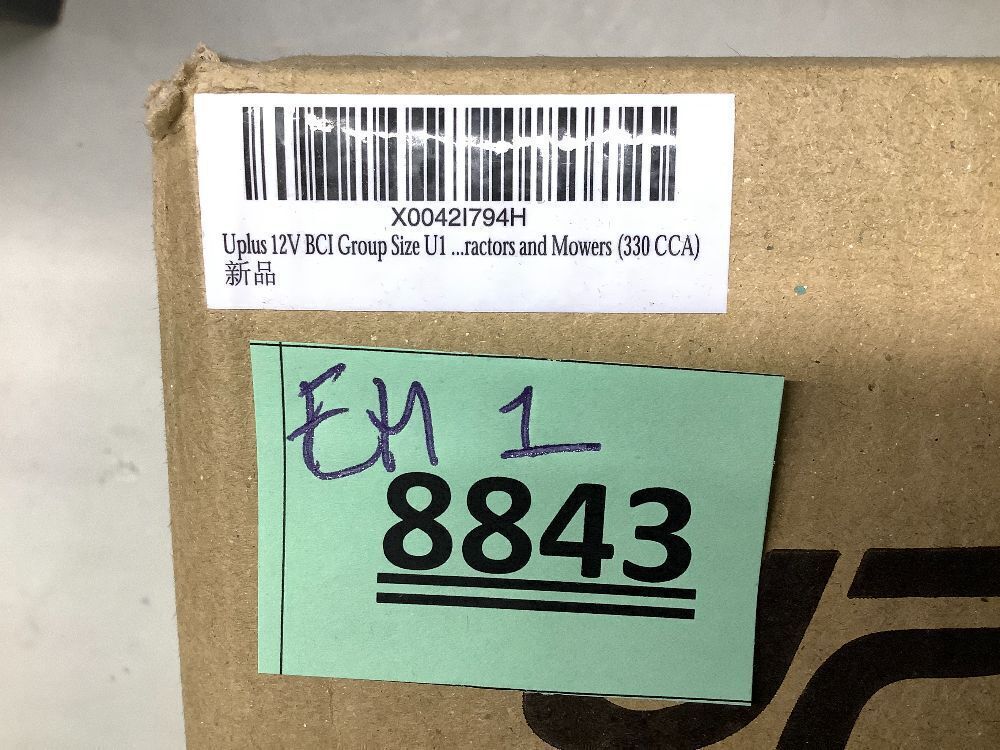 X0042I794H
Uplus 12V BCI Group Size U1 ...ractors and Mowers (330 CCA)
新品
EM 1
8843